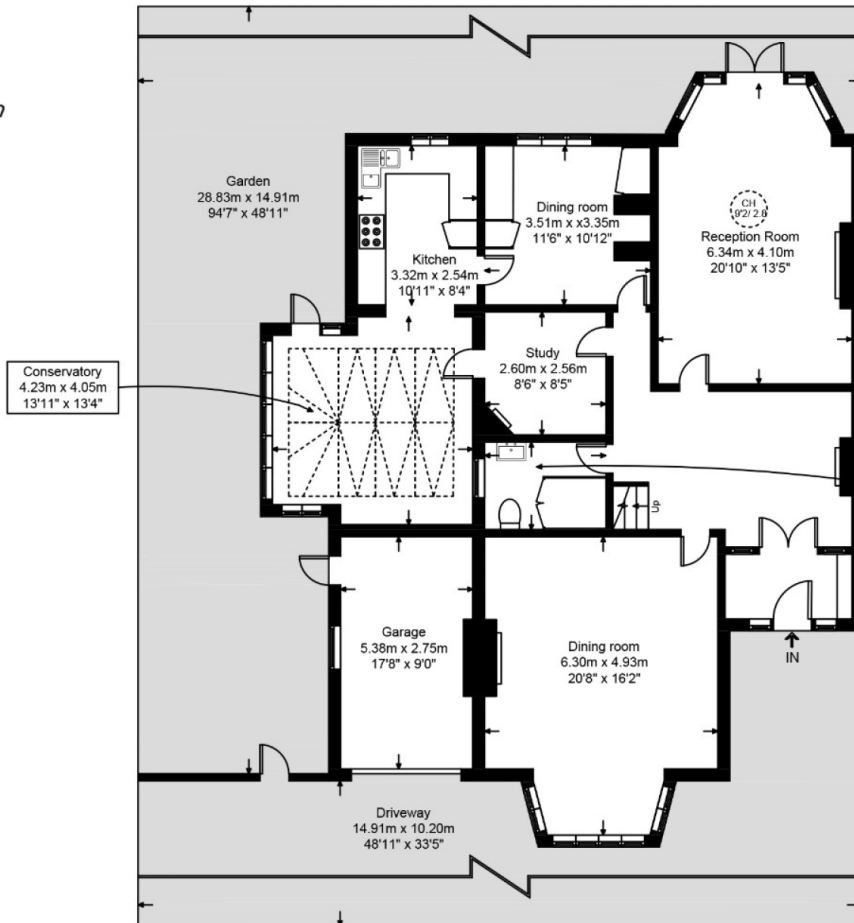 Garden
28.83m x 14.91m
94'7" x 48'11"
Dining room
3.51m x x3.35m
11'6" x 10'12"
CH
9'2/ 2.8
Reception Room
6.34m x 4.10m
20'10" x 13'5"
Kitchen
3.32m x 2.54m
10'11" x 8'4"
Study
2.60m x 2.56m
8'6" x 8'5"
Conservatory
4.23m x 4.05m
13'11" x 13'4"
Up
Garage
5.38m x 2.75m
17'8" x 9'0"
Dining room
6.30m x 4.93m
20'8" x 16'2"
IN
Driveway
14.91m x 10.20m
48'11" x 33'5"